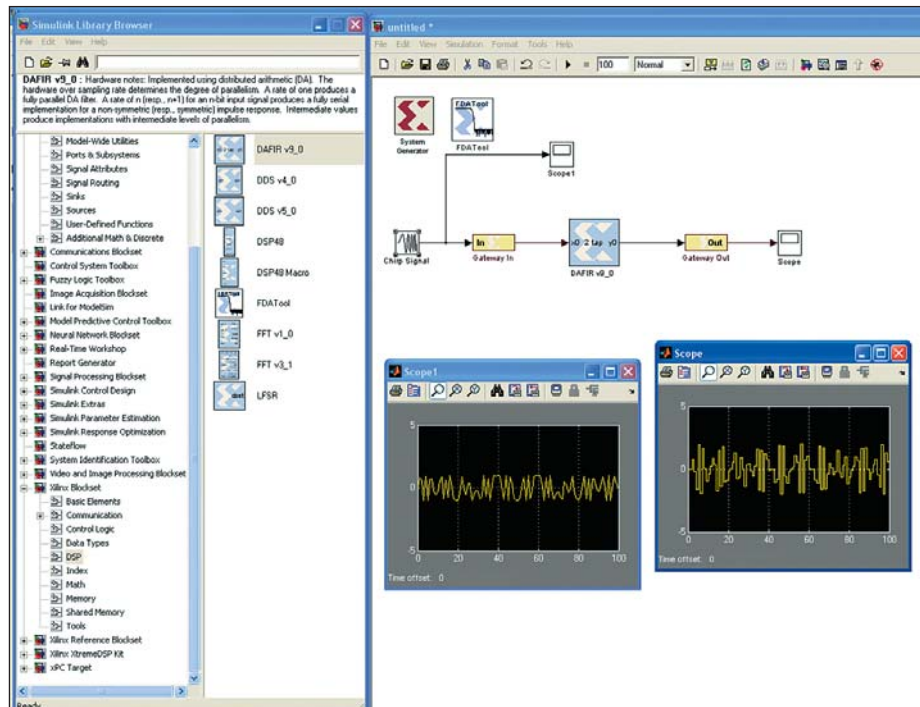 Simulink Library Browser
File Edit View Help
DAFIR v9_0 : Hardware notes: Implemented using distributed arithmetic (DA). The
hardware over sampling rate determines the degree of parallelism. A rate of one produces a
fully parallel DA filter. A rate of n (resp., n+1) for an n-bit input signal produces a fully serial
implementation for a non-symmetric (resp., symmetric) impulse response. Intermediate values
produce implementations with intermediate levels of parallelism.
Model-Wide Utilities
Ports & Subsystems
Signal Attributes
Signal Routing
Sinks
Sources
User-Defined Functions
Additional Math & Discrete
Communications Blockset
Control System Toolbox
Fuzzy Logic Toolbox
Image Acquisition Blockset
Link for ModelSim
Model Predictive Control Toolbox
Neural Network Blockset
Real-Time Workshop
Report Generator
Signal Processing Blockset
Simulink Control Design
Simulink Extras
Simulink Parameter Estimation
Simulink Response Optimization
Stateflow
System Identification Toolbox
Video and Image Processing Blockset
Xilinx Blockset
Basic Elements
Communication
Control Logic
Data Types
DSP
Index
Math
Memory
Shared Memory
Tools
Xilinx Reference Blockset
Xilinx XtremeDSP Kit
xPC Target
Ready
DAFIR v9_0
DDS v4_0
DDS v5_0
DSP48
DSP48 Macro
FDATool
FFT v1_0
FFT v3_1
LFSR
untitled *
File Edit View Simulation Format Tools Help
100 Normal
System
Generator
FDATool
FDATool
Scope1
Chirp Signal
In
Gateway In
x0 2 tap y0
DAFIR v9_0
Out
Gateway Out
Scope
Scope1
5
0
-5
0 20 40 60 80 100
Time offset: 0
Scope
5
0
-5
0 20 40 60 80 100
Time offset: 0